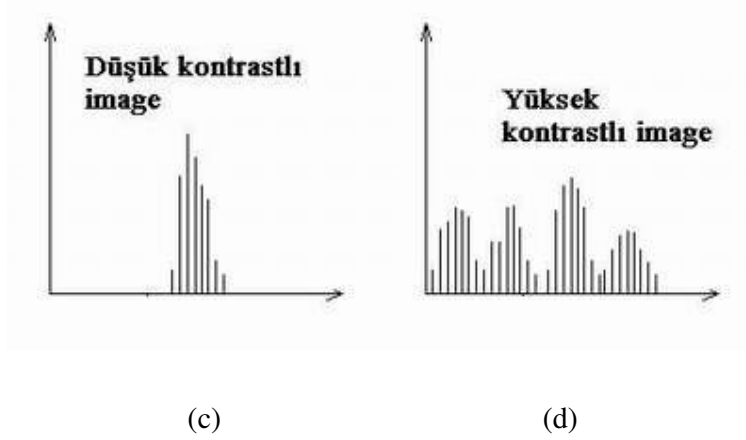 Düşük kontrastlı
image
Yüksek
kontrastlı image
(c)
(d)